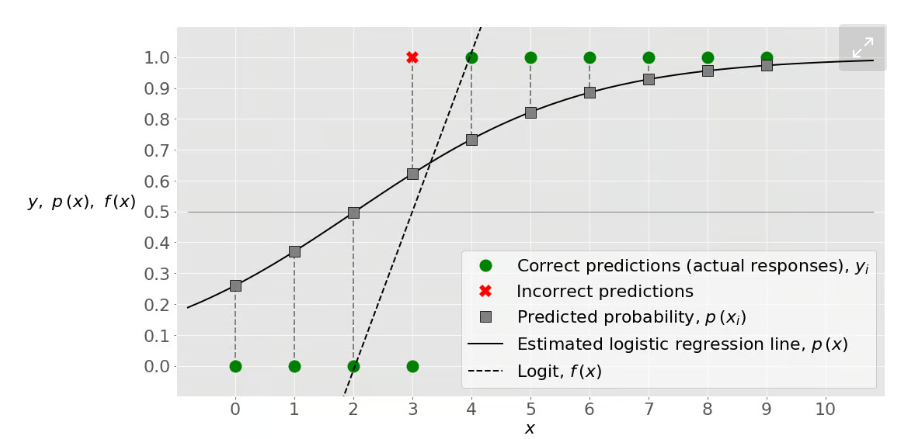 1.0
0.9
0.8
0.7
0.6
0.5
0.4
0.3
0.2
0.1
0.0
y, p(x), f(x)
Correct predictions (actual responses), yᵢ
Incorrect predictions
Predicted probability, p(xᵢ)
Estimated logistic regression line, p(x)
Logit, f(x)
0 1 2 3 4 5 6 7 8 9 10
x